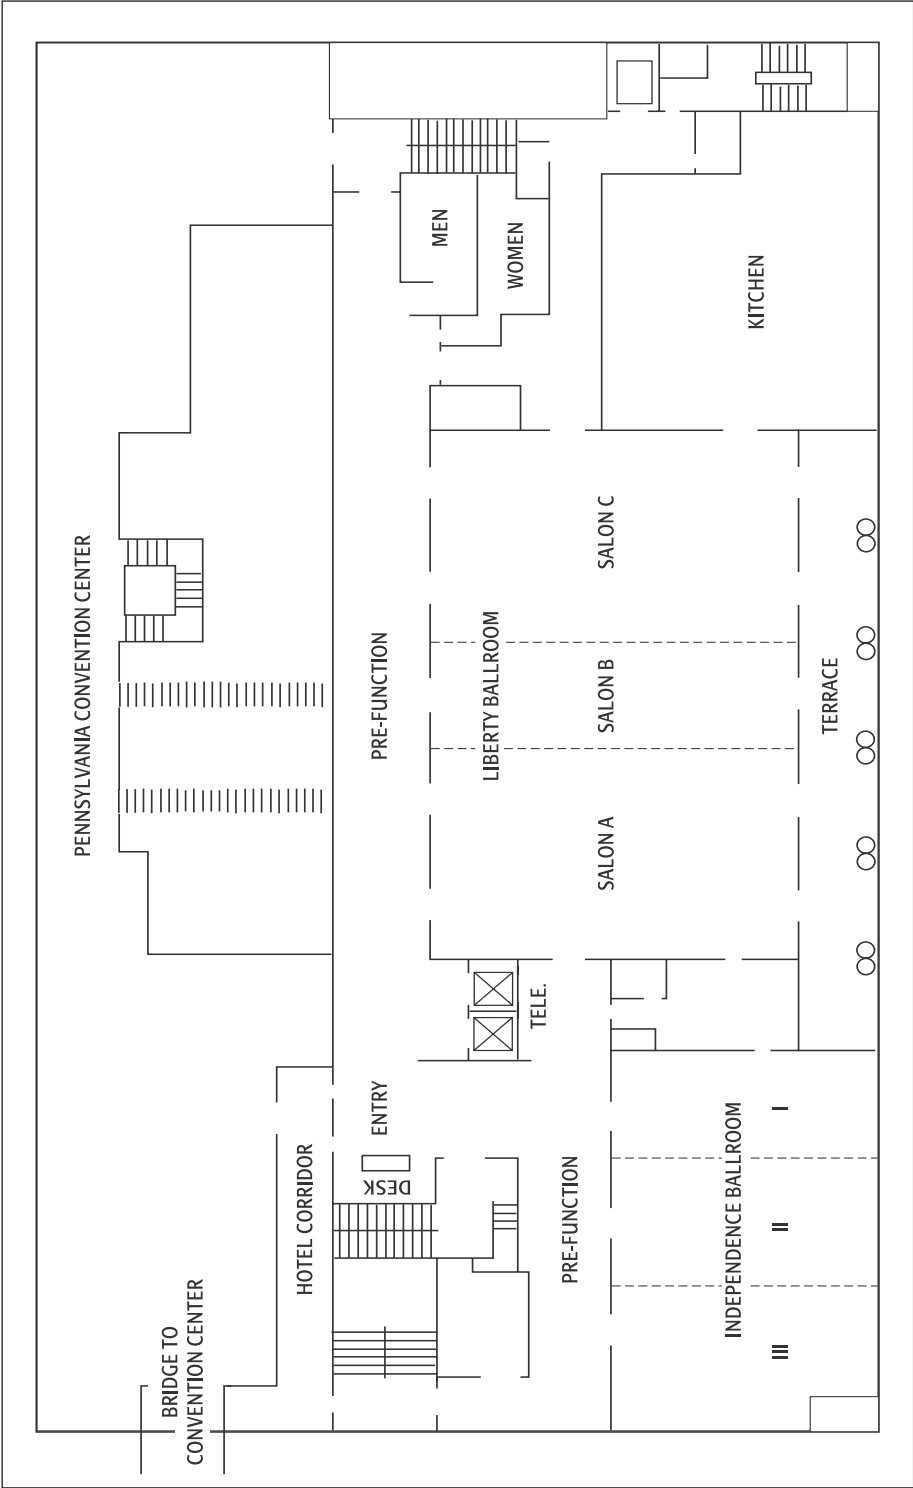 PENNSYLVANIA CONVENTION CENTER
BRIDGE TO
CONVENTION CENTER
HOTEL CORRIDOR
DESK
ENTRY
PRE-FUNCTION
MEN
WOMEN
TELE.
LIBERTY BALLROOM
SALON A
SALON B
SALON C
KITCHEN
PRE-FUNCTION
INDEPENDENCE BALLROOM
III
II
I
TERRACE